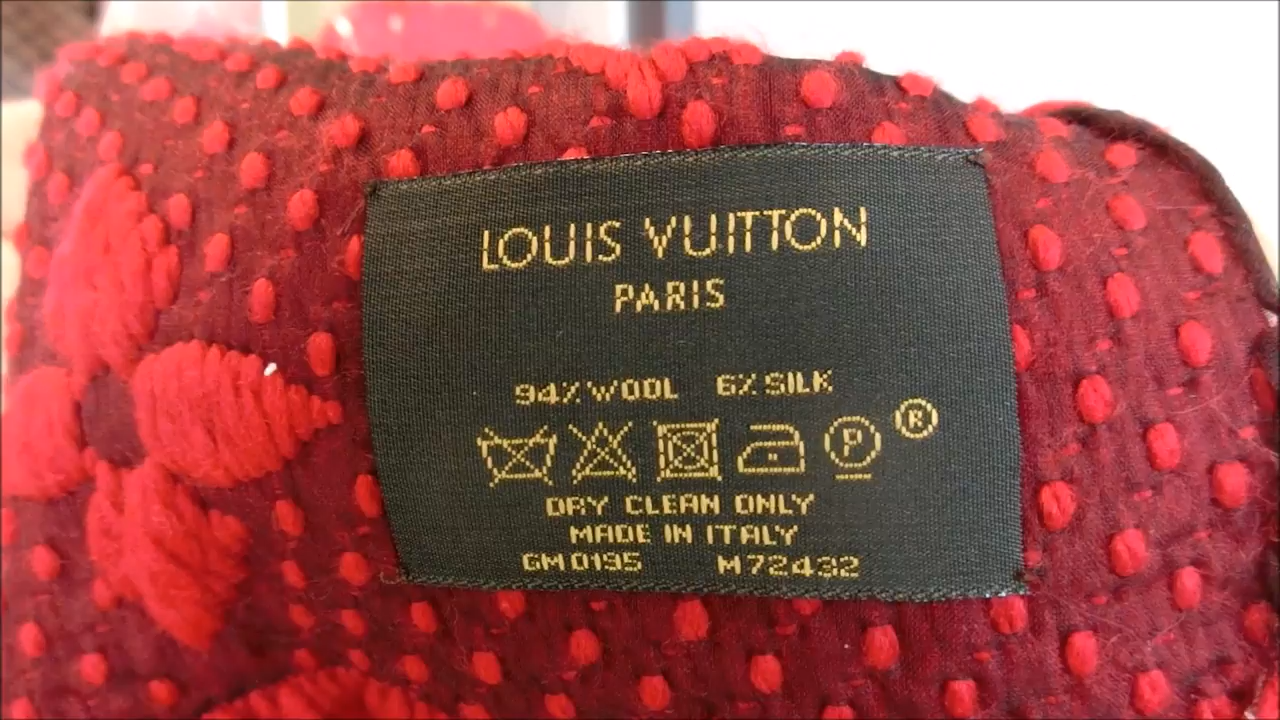 LOUIS VUITTON
PARIS
94% WOOL 6% SILK
P ®
DRY CLEAN ONLY
MADE IN ITALY
GM0195 M72432